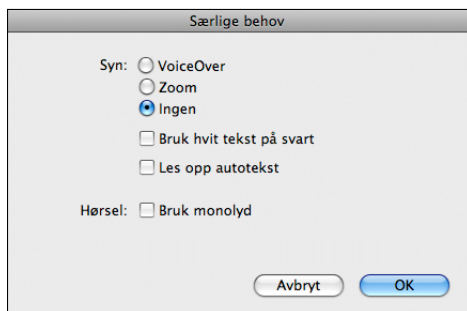 Særlige behov
Syn: VoiceOver
Zoom
Ingen
Bruk hvit tekst på svart
Les opp autotekst
Hørsel: Bruk monolyd
Avbryt OK